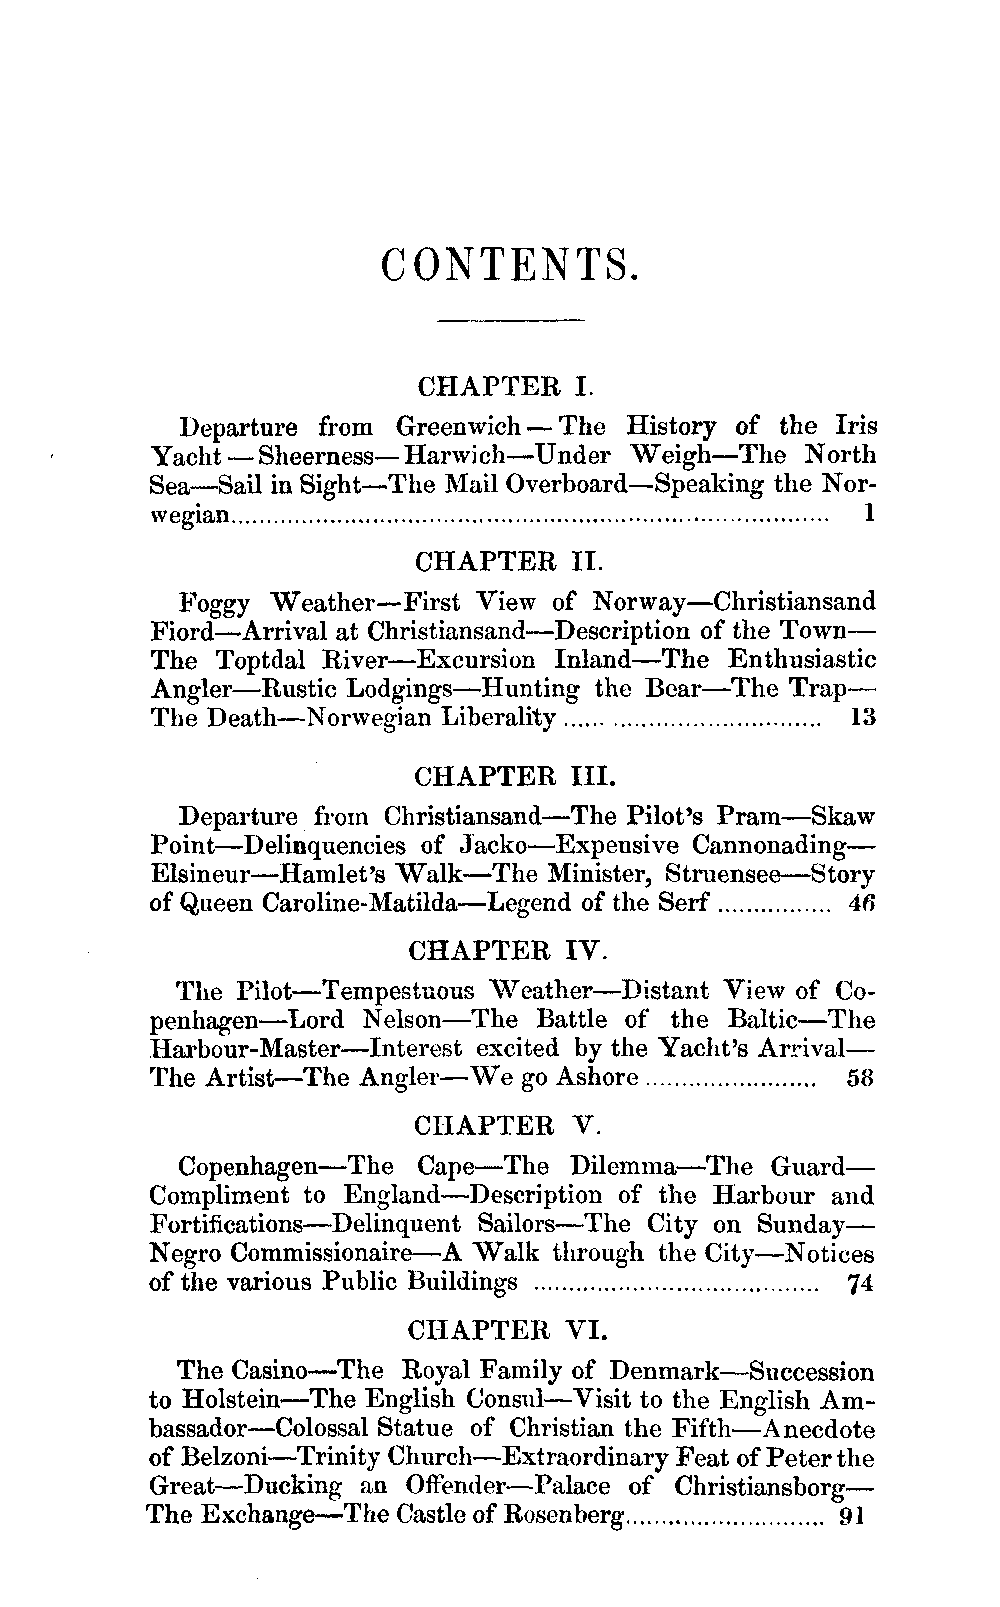 CONTENTS.
CHAPTER I.
Departure from Greenwich — The History of the Iris
Yacht — Sheerness— Harwich—Under Weigh—The North
Sea—Sail in Sight—The Mail Overboard—Speaking the Nor-
wegian.................................................................................... 1
CHAPTER II.
Foggy Weather—First View of Norway—Christiansand
Fiord—Arrival at Christiansand—Description of the Town—
The Toptdal River—Excursion Inland—The Enthusiastic
Angler—Rustic Lodgings—Hunting the Bear—The Trap—
The Death—Norwegian Liberality ...... ............................. 13
CHAPTER III.
Departure from Christiansand—The Pilot's Pram—Skaw
Point—Delinquencies of Jacko—Expensive Cannonading—
Elsineur—Hamlet's Walk—The Minister, Struensee—Story
of Queen Caroline-Matilda—Legend of the Serf ................ 46
CHAPTER IV.
The Pilot—Tempestuous Weather—Distant View of Co-
penhagen—Lord Nelson—The Battle of the Baltic—The
Harbour-Master—Interest excited by the Yacht's Arrival—
The Artist—The Angler—We go Ashore ........................ 58
CHAPTER V.
Copenhagen—The Cape—The Dilemma—The Guard—
Compliment to England—Description of the Harbour and
Fortifications—Delinquent Sailors—The City on Sunday—
Negro Commissionaire—A Walk through the City—Notices
of the various Public Buildings ........................................ 74
CHAPTER VI.
The Casino—The Royal Family of Denmark—Succession
to Holstein—The English Consul—Visit to the English Am-
bassador—Colossal Statue of Christian the Fifth—Anecdote
of Belzoni—Trinity Church—Extraordinary Feat of Peter the
Great—Ducking an Offender—Palace of Christiansborg—
The Exchange—The Castle of Rosenberg............................ 91